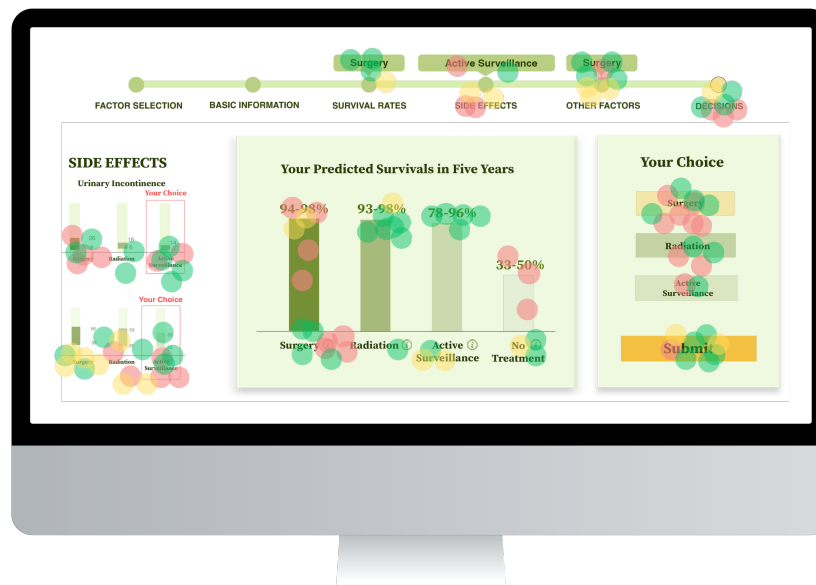 Surgery
Active Surveillance
Surgery
FACTOR SELECTION
BASIC INFORMATION
SURVIVAL RATES
SIDE EFFECTS
OTHER FACTORS
DECISIONS
SIDE EFFECTS
Urinary Incontinence
Your Choice
Surgery
Radiation
Active
Surveillance
Your Choice
Surgery
Radiation
Active
Surveillance
Your Predicted Survivals in Five Years
94-98%
93-98%
78-96%
33-50%
Surgery
Radiation
Active
Surveillance
No
Treatment
Your Choice
Surgery
Radiation
Active
Surveillance
Submit